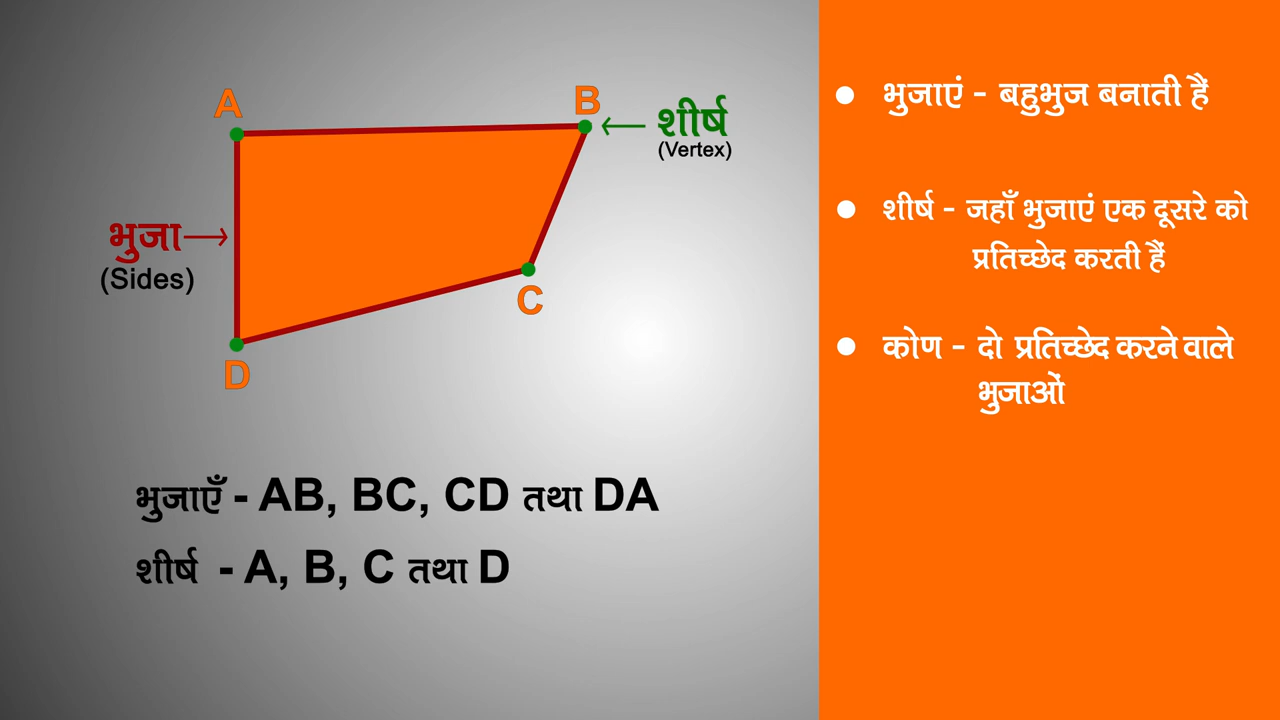 A
B
← शीर्ष
(Vertex)
भुजा →
(Sides)
C
D
भुजाएँ - AB, BC, CD तथा DA
शीर्ष - A, B, C तथा D
• भुजाएं - बहुभुज बनाती हैं
• शीर्ष - जहाँ भुजाएं एक दूसरे को
प्रतिच्छेद करती हैं
• कोण - दो प्रतिच्छेद करने वाले
भुजाओं